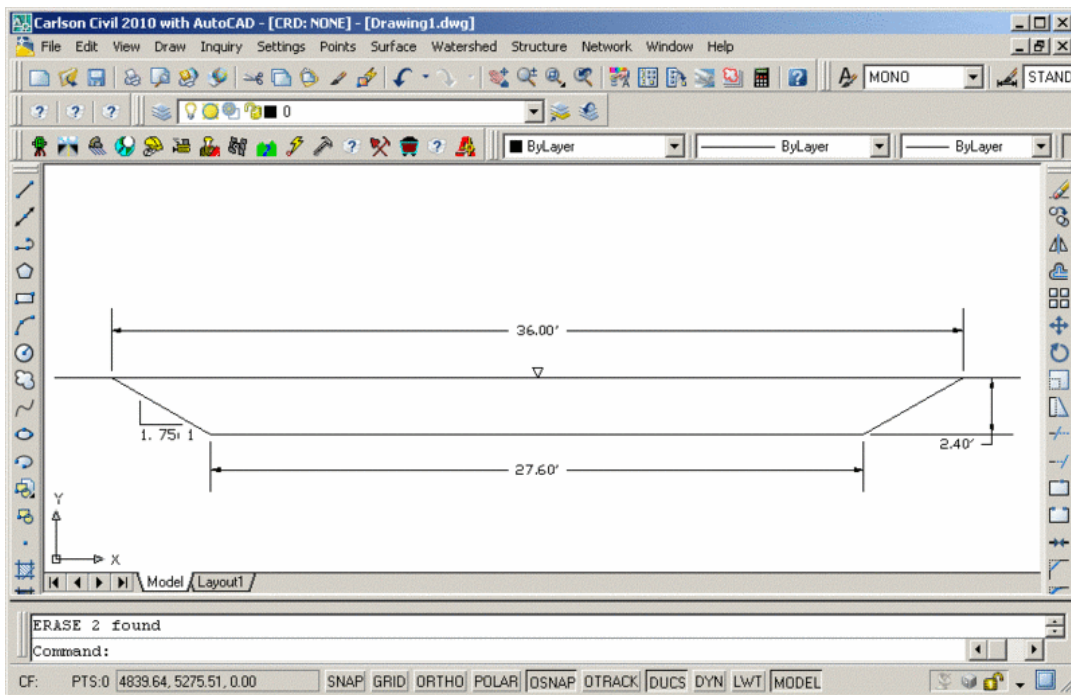 Carlson Civil 2010 with AutoCAD - [CRD: NONE] - [Drawing1.dwg]
File Edit View Draw Inquiry Settings Points Surface Watershed Structure Network Window Help
MONO STAND
0
ByLayer ByLayer ByLayer
36.00'
1. 75: 1
2.40'
27.60'
Y
X
Model Layout1
ERASE 2 found
Command:
CF: PTS:0 4839.64, 5275.51, 0.00 SNAP GRID ORTHO POLAR OSNAP OTRACK DUCS DYN LWT MODEL